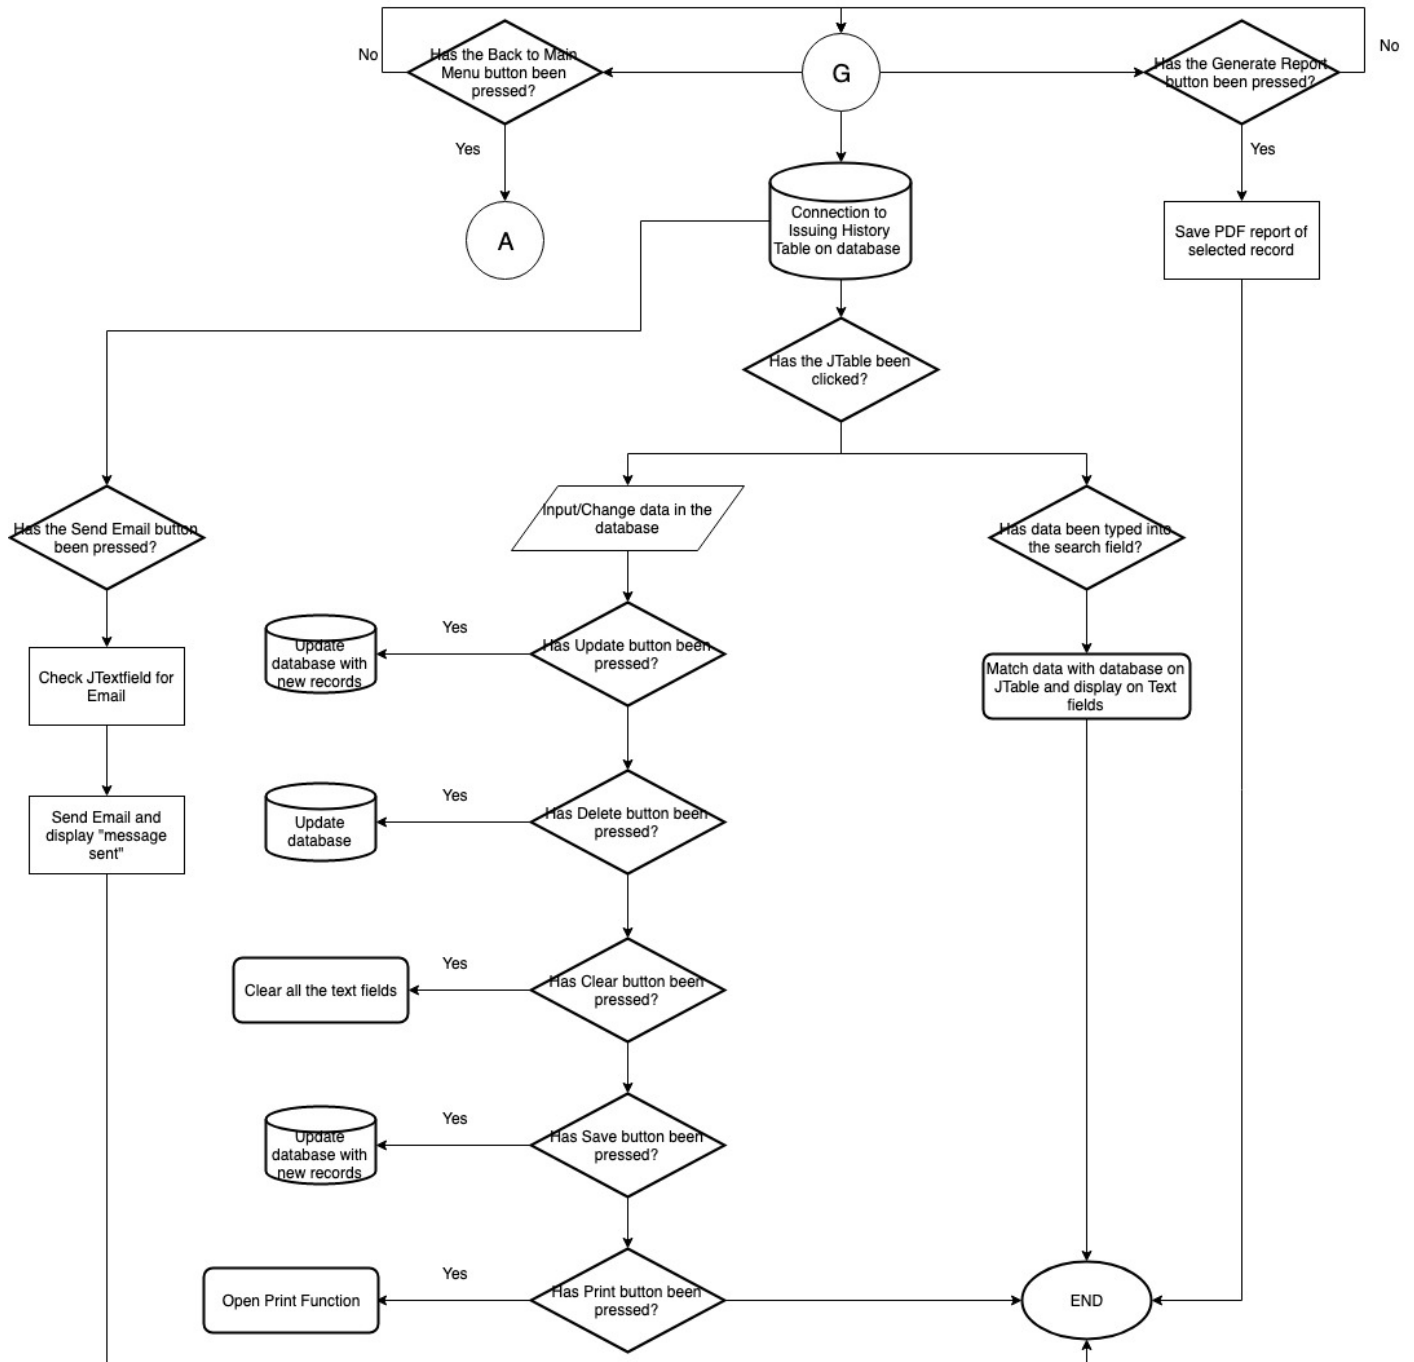 No
Has the Back to Main
Menu button been
pressed?
G
Has the Generate Report
button been pressed?
No
Yes
Yes
A
Connection to
Issuing History
Table on database
Save PDF report of
selected record
Has the JTable been
clicked?
Has the Send Email button
been pressed?
Input/Change data in the
database
Has data been typed into
the search field?
Yes
Update
database with
new records
Has Update button been
pressed?
Check JTextfield for
Email
Match data with database on
JTable and display on Text
fields
Yes
Update
database
Has Delete button been
pressed?
Send Email and
display "message
sent"
Yes
Clear all the text fields
Has Clear button been
pressed?
Yes
Update
database with
new records
Has Save button been
pressed?
Yes
Open Print Function
Has Print button been
pressed?
END